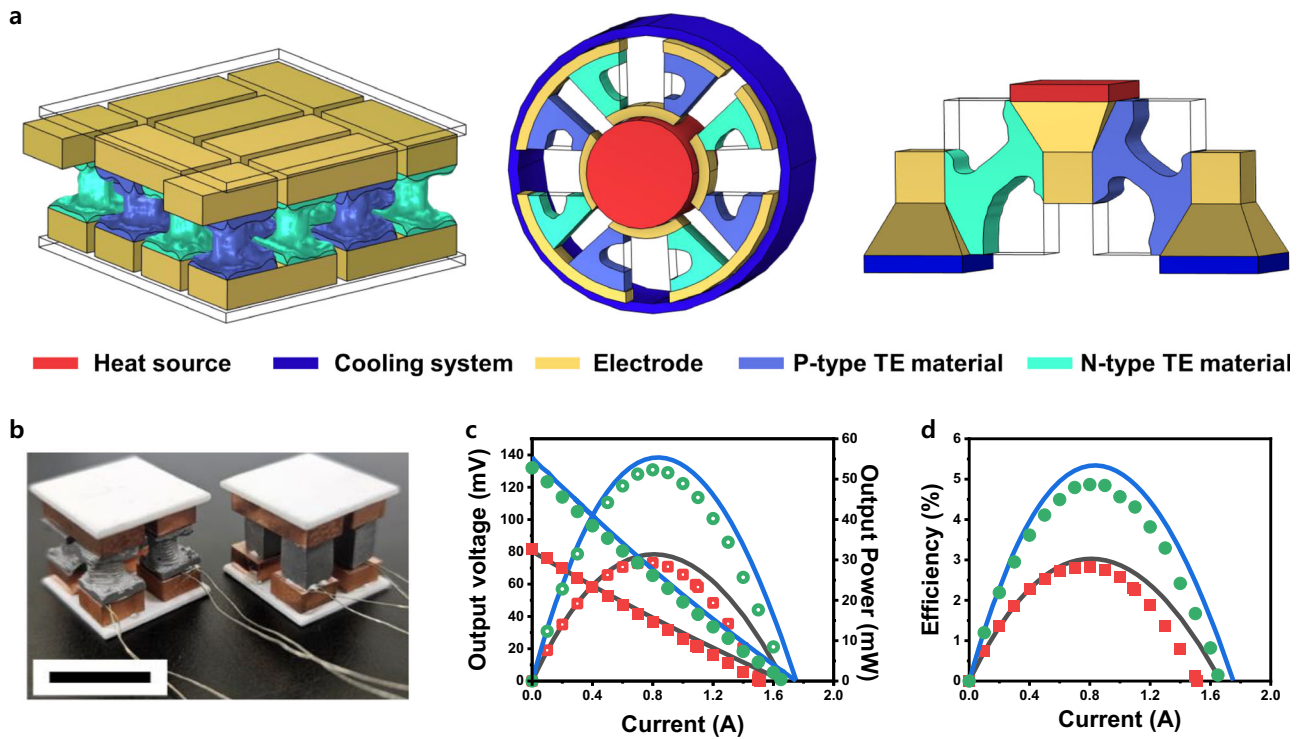 a
Heat source
Cooling system
Electrode
P-type TE material
N-type TE material
b
c
Output voltage (mV)
140
120
100
80
60
40
20
0
60
50
40
30
20
10
0
Output Power (mW)
0.0
0.4
0.8
1.2
1.6
2.0
Current (A)
d
Efficiency (%)
6
5
4
3
2
1
0
0.0
0.4
0.8
1.2
1.6
2.0
Current (A)